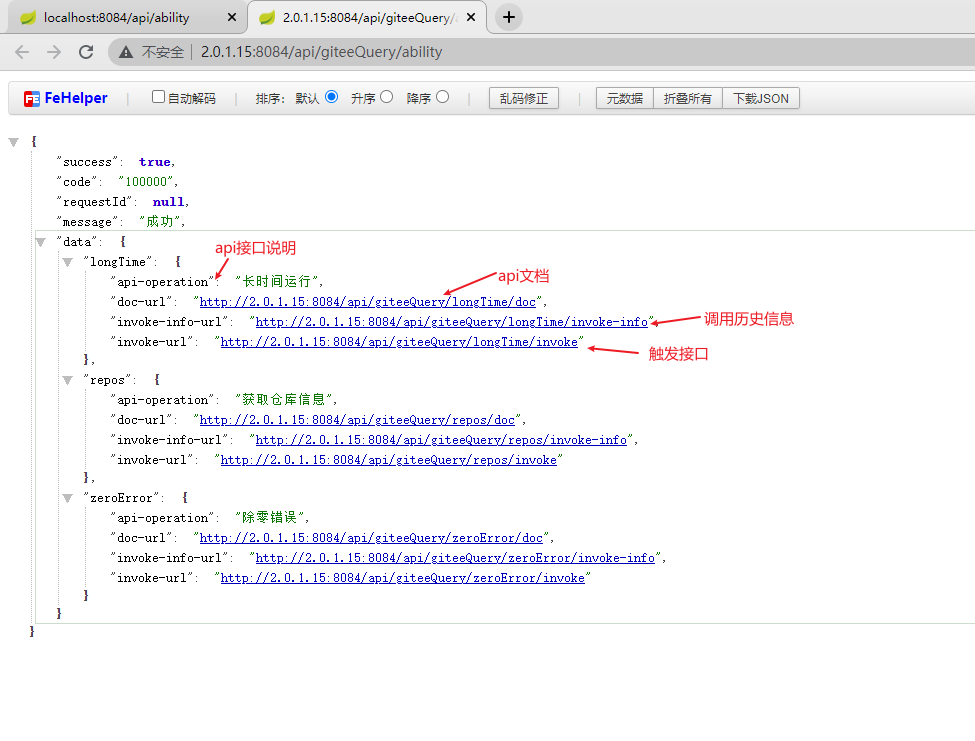 localhost:8084/api/ability
2.0.1.15:8084/api/giteeQuery/a
不安全 2.0.1.15:8084/api/giteeQuery/ability
FeHelper 自动解码 排序: 默认 升序 降序 乱码修正 元数据 折叠所有 下载JSON
{
"success": true,
"code": "100000",
"requestId": null,
"message": "成功",
"data": {
api接口说明
"longTime": {
"api-operation": "长时间运行",
api文档
"doc-url": "http://2.0.1.15:8084/api/giteeQuery/longTime/doc",
"invoke-info-url": "http://2.0.1.15:8084/api/giteeQuery/longTime/invoke-info"
调用历史信息
"invoke-url": "http://2.0.1.15:8084/api/giteeQuery/longTime/invoke"
触发接口
},
"repos": {
"api-operation": "获取仓库信息",
"doc-url": "http://2.0.1.15:8084/api/giteeQuery/repos/doc",
"invoke-info-url": "http://2.0.1.15:8084/api/giteeQuery/repos/invoke-info",
"invoke-url": "http://2.0.1.15:8084/api/giteeQuery/repos/invoke"
},
"zeroError": {
"api-operation": "除零错误",
"doc-url": "http://2.0.1.15:8084/api/giteeQuery/zeroError/doc",
"invoke-info-url": "http://2.0.1.15:8084/api/giteeQuery/zeroError/invoke-info",
"invoke-url": "http://2.0.1.15:8084/api/giteeQuery/zeroError/invoke"
}
}
}